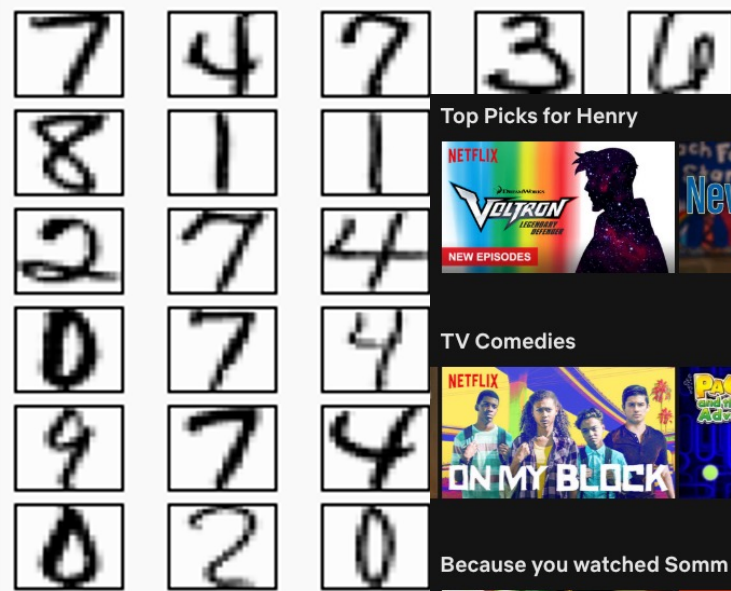 7 4 7 3 6
8 1 1
2 7 4
0 7 4
9 7 4
0 2 0
Top Picks for Henry
NETFLIX
DREAMWORKS
VOLTRON
LEGENDARY
DEFENDER
NEW EPISODES
TV Comedies
NETFLIX
ON MY BLOCK
Because you watched Somm